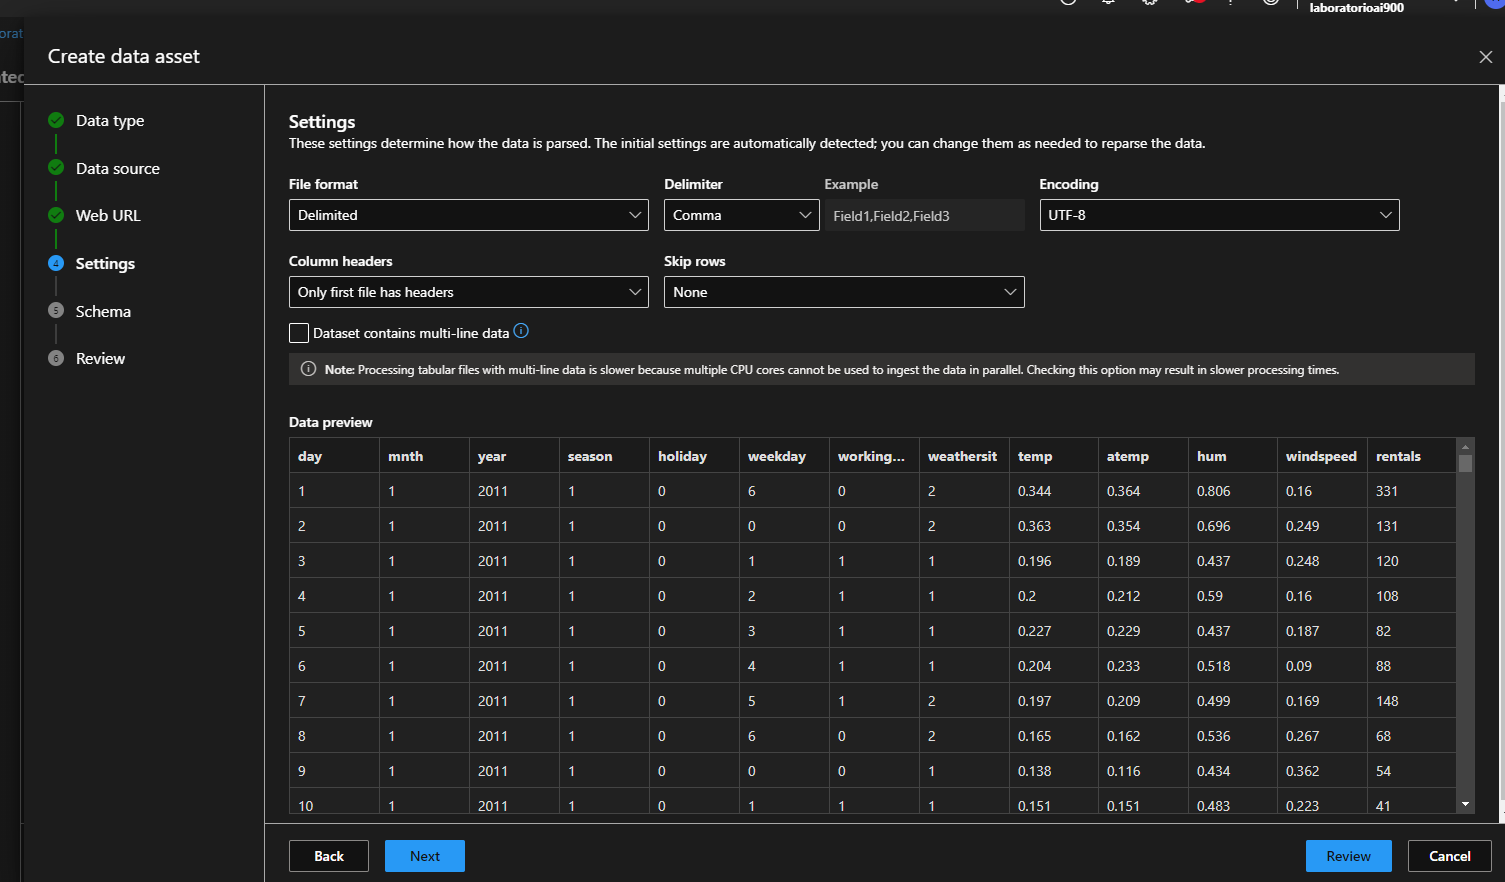 laboratorioai900
orat
Create data asset
Data type
Data source
Web URL
4 Settings
5 Schema
6 Review
Settings
These settings determine how the data is parsed. The initial settings are automatically detected; you can change them as needed to reparse the data.
File format Delimiter Example Encoding
Delimited Comma Field1,Field2,Field3 UTF-8
Column headers Skip rows
Only first file has headers None
Dataset contains multi-line data
Note: Processing tabular files with multi-line data is slower because multiple CPU cores cannot be used to ingest the data in parallel. Checking this option may result in slower processing times.
Data preview
day mnth year season holiday weekday working... weathersit temp atemp hum windspeed rentals
1 1 2011 1 0 6 0 2 0.344 0.364 0.806 0.16 331
2 1 2011 1 0 0 0 2 0.363 0.354 0.696 0.249 131
3 1 2011 1 0 1 1 1 0.196 0.189 0.437 0.248 120
4 1 2011 1 0 2 1 1 0.2 0.212 0.59 0.16 108
5 1 2011 1 0 3 1 1 0.227 0.229 0.437 0.187 82
6 1 2011 1 0 4 1 1 0.204 0.233 0.518 0.09 88
7 1 2011 1 0 5 1 2 0.197 0.209 0.499 0.169 148
8 1 2011 1 0 6 0 2 0.165 0.162 0.536 0.267 68
9 1 2011 1 0 0 0 1 0.138 0.116 0.434 0.362 54
10 1 2011 1 0 1 1 1 0.151 0.151 0.483 0.223 41
Back Next Review Cancel